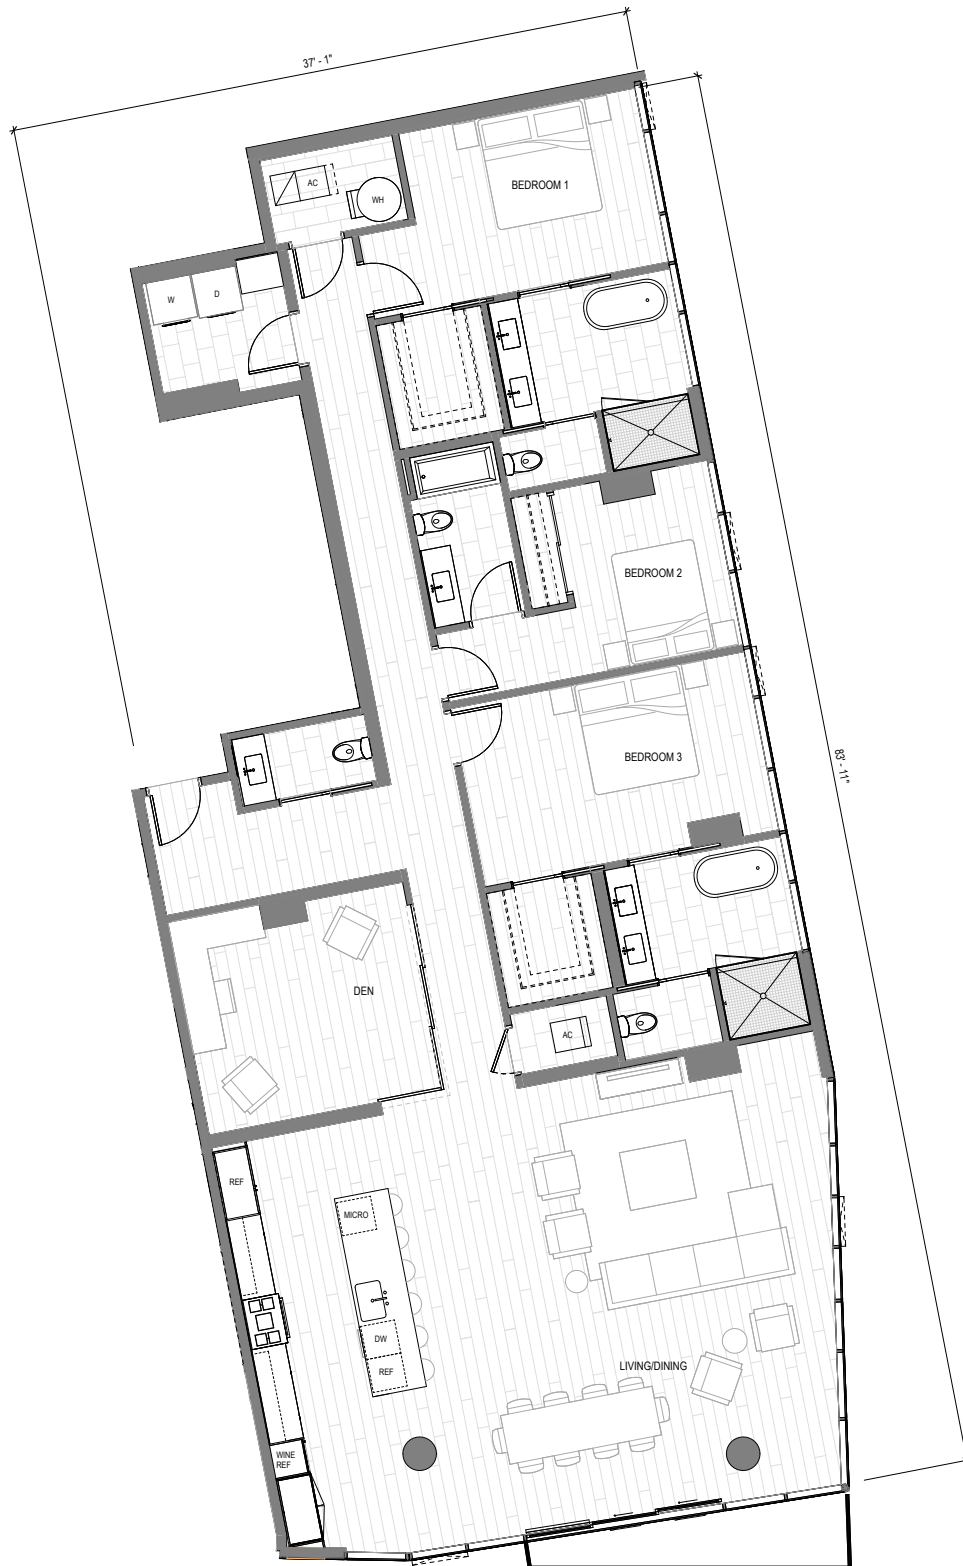 37' - 1"
BEDROOM 1
AC
WH
W
D
BEDROOM 2
BEDROOM 3
83' - 11"
DEN
AC
REF
MICRO
DW
REF
LIVING/DINING
WINE
REF